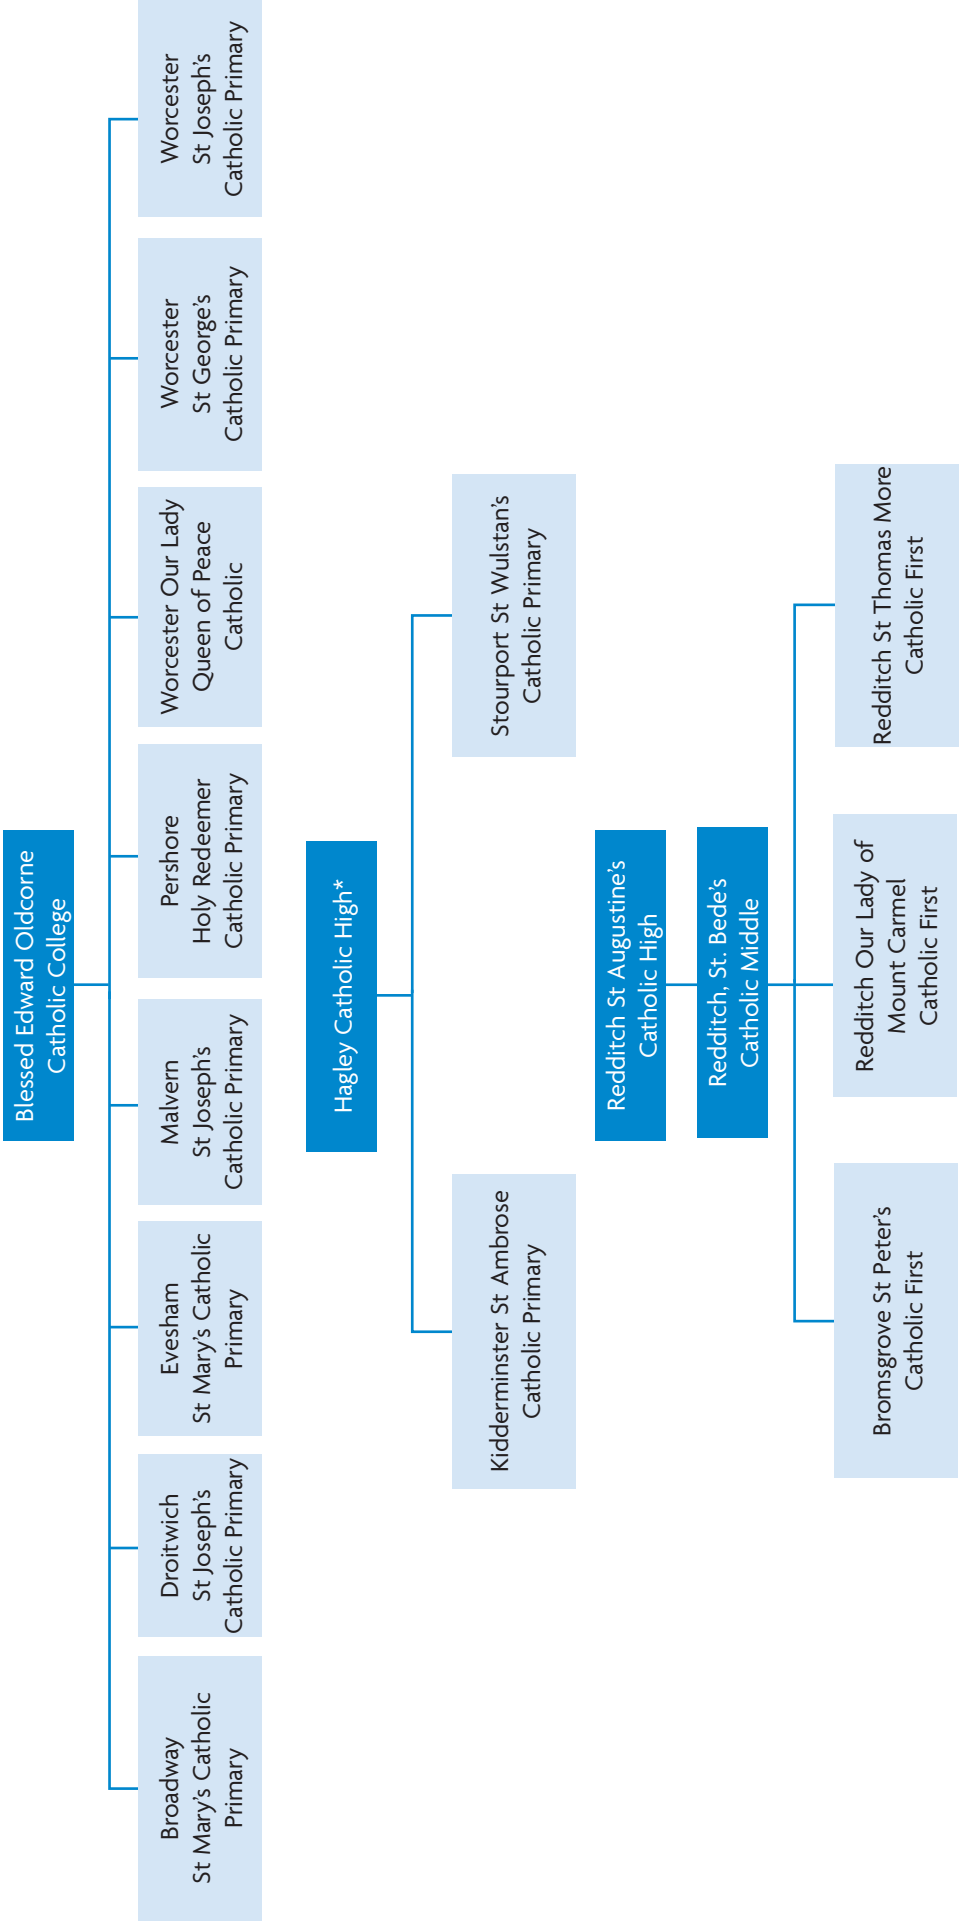 Blessed Edward Oldcorne
Catholic College
Broadway
St Mary's Catholic
Primary
Droitwich
St Joseph's
Catholic Primary
Evesham
St Mary's Catholic
Primary
Malvern
St Joseph's
Catholic Primary
Pershore
Holy Redeemer
Catholic Primary
Worcester Our Lady
Queen of Peace
Catholic
Worcester
St George's
Catholic Primary
Worcester
St Joseph's
Catholic Primary
Hagley Catholic High*
Kidderminster St Ambrose
Catholic Primary
Stourport St Wulstan's
Catholic Primary
Redditch St Augustine's
Catholic High
Redditch, St. Bede's
Catholic Middle
Bromsgrove St Peter's
Catholic First
Redditch Our Lady of
Mount Carmel
Catholic First
Redditch St Thomas More
Catholic First